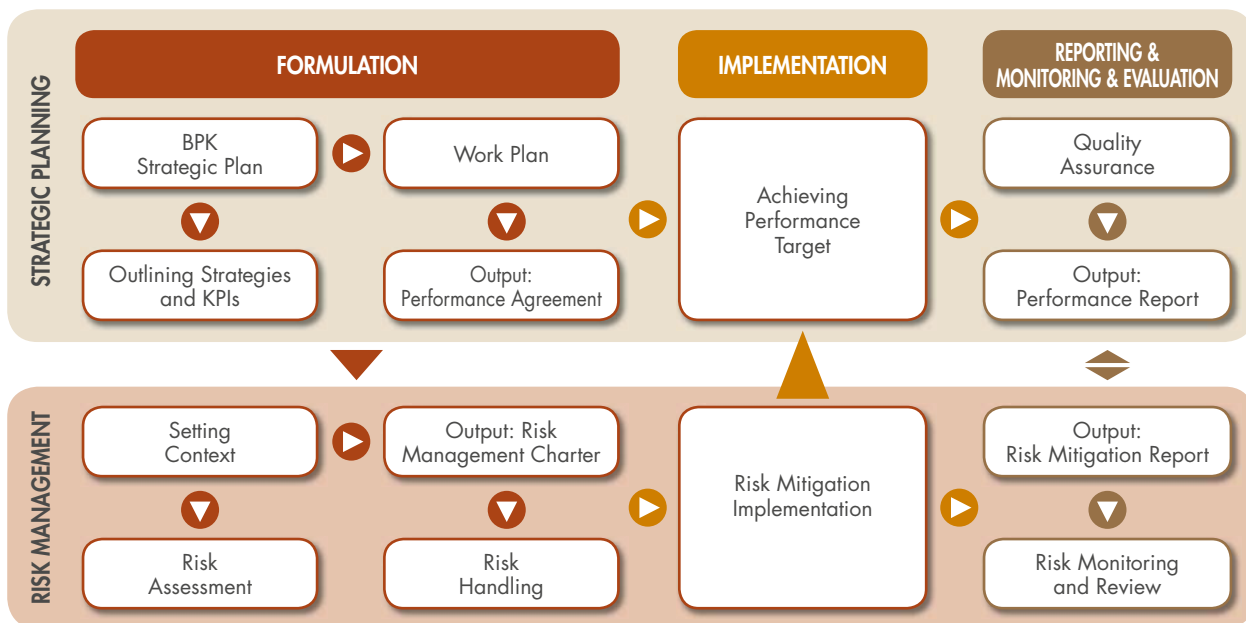 FORMULATION
IMPLEMENTATION
REPORTING &
MONITORING & EVALUATION
STRATEGIC PLANNING
BPK
Strategic Plan
Work Plan
Outlining Strategies
and KPIs
Output:
Performance Agreement
Achieving
Performance
Target
Quality
Assurance
Output:
Performance Report
RISK MANAGEMENT
Setting
Context
Output: Risk
Management Charter
Risk
Assessment
Risk
Handling
Risk Mitigation
Implementation
Output:
Risk Mitigation Report
Risk Monitoring
and Review